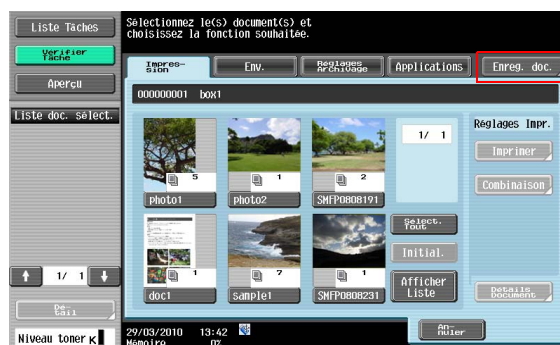 Liste Tâches
Sélectionnez le(s) document(s) et
choisissez la fonction souhaitée.
Vérifier
Tâche
Aperçu
Impres-
sion
Env.
Réglages
Archivage
Applications
Enreg. doc.
000000001 box1
Liste doc. sélect.
1/ 1
Réglages Impr.
Imprimer
Combinaison
5
1
2
photo1
photo2
SMFP0808191
Sélect.
Tout
Initial.
Afficher
Liste
1
7
1
doc1
sample1
SMFP0808231
Détails
Document
1/ 1
Dé-
tail
An-
nuler
Niveau toner K
29/03/2010 13:42
Mémoire 0%